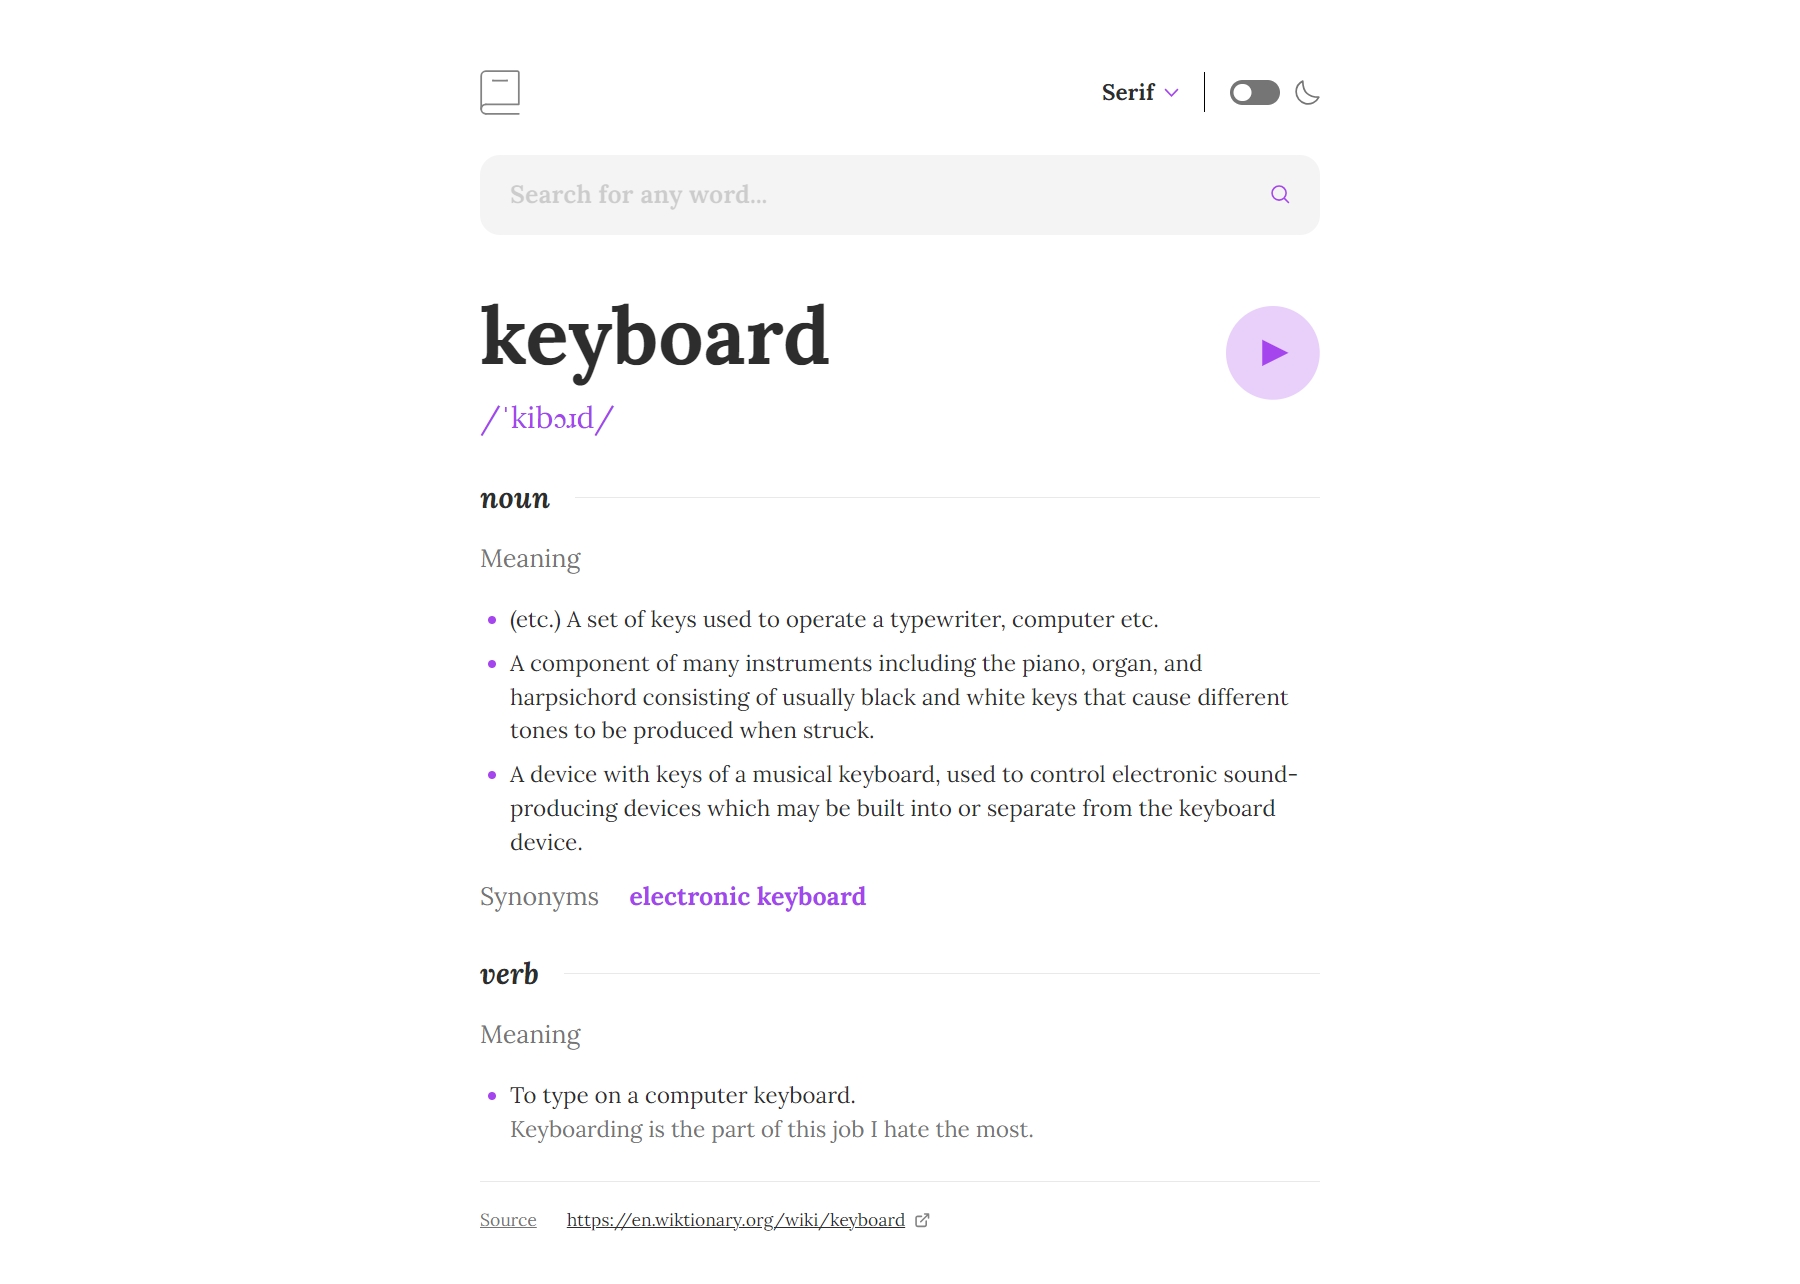 Serif
Search for any word...
keyboard
/ˈkibɔɹd/
noun
Meaning
(etc.) A set of keys used to operate a typewriter, computer etc.
A component of many instruments including the piano, organ, and
harpsichord consisting of usually black and white keys that cause different
tones to be produced when struck.
A device with keys of a musical keyboard, used to control electronic sound-
producing devices which may be built into or separate from the keyboard
device.
Synonyms electronic keyboard
verb
Meaning
To type on a computer keyboard.
Keyboarding is the part of this job I hate the most.
Source https://en.wiktionary.org/wiki/keyboard